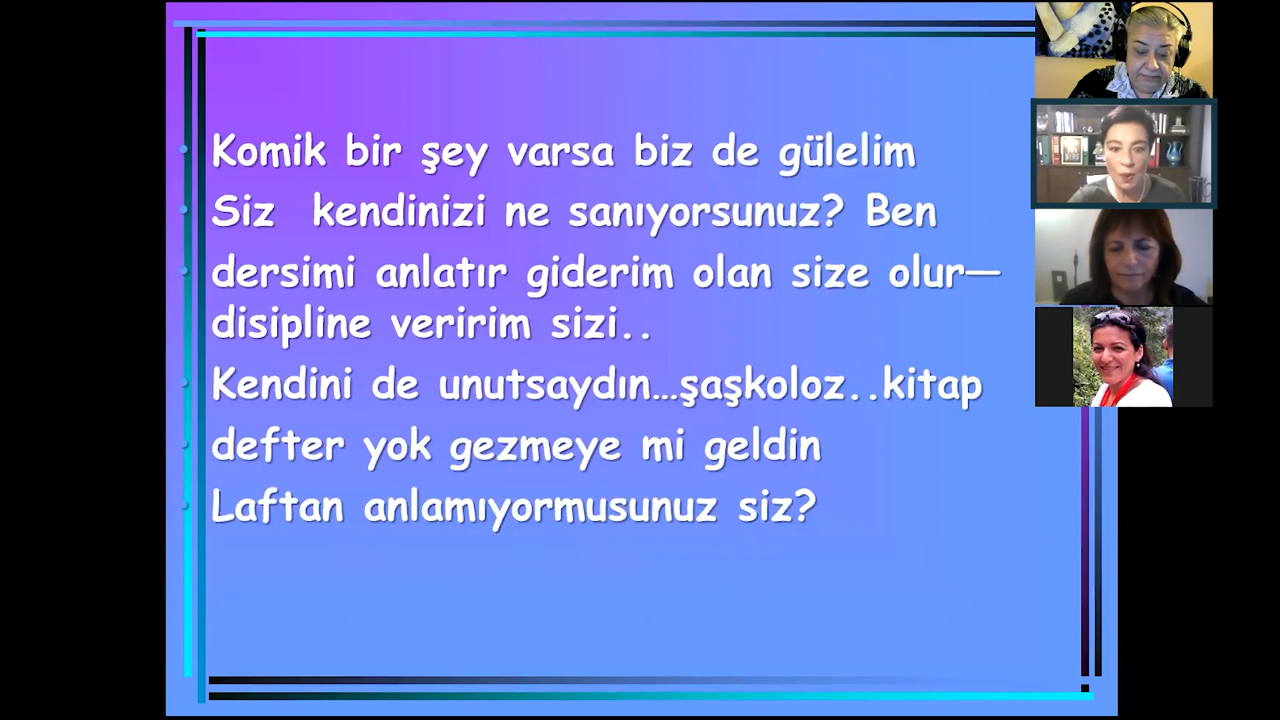 Komik bir şey varsa biz de gülelim
Siz kendinizi ne sanıyorsunuz? Ben
dersimi anlatır giderim olan size olur—
disipline veririm sizi..
Kendini de unutsaydın…şaşkoloz..kitap
defter yok gezmeye mi geldin
Laftan anlamıyormusunuz siz?